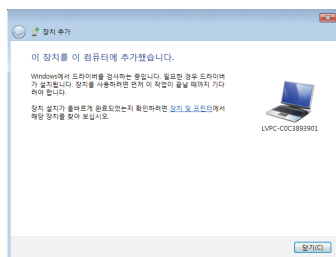 장치 추가
이 장치를 이 컴퓨터에 추가했습니다.
Windows에서 드라이버를 검사하는 중입니다. 필요한 경우 드라이버
가 설치됩니다. 장치를 사용하려면 먼저 이 작업이 끝날 때까지 기다
려야 합니다.
장치 설치가 올바르게 완료되었는지 확인하려면 장치 및 프린터에서
해당 장치를 찾아 보십시오.
LVPC-C0C3893901
닫기(C)